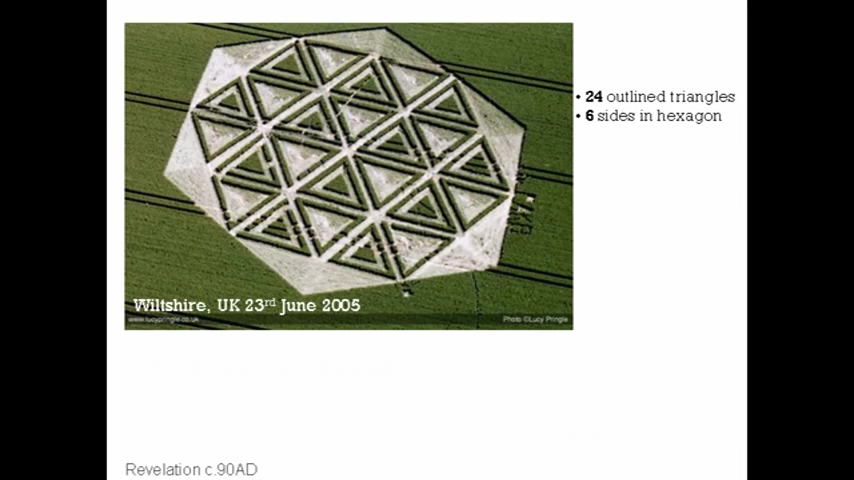 • 24 outlined triangles
• 6 sides in hexagon
Wiltshire, UK 23rd June 2005
www.lucypringle.co.uk
Photo ©Lucy Pringle
Revelation c.90AD